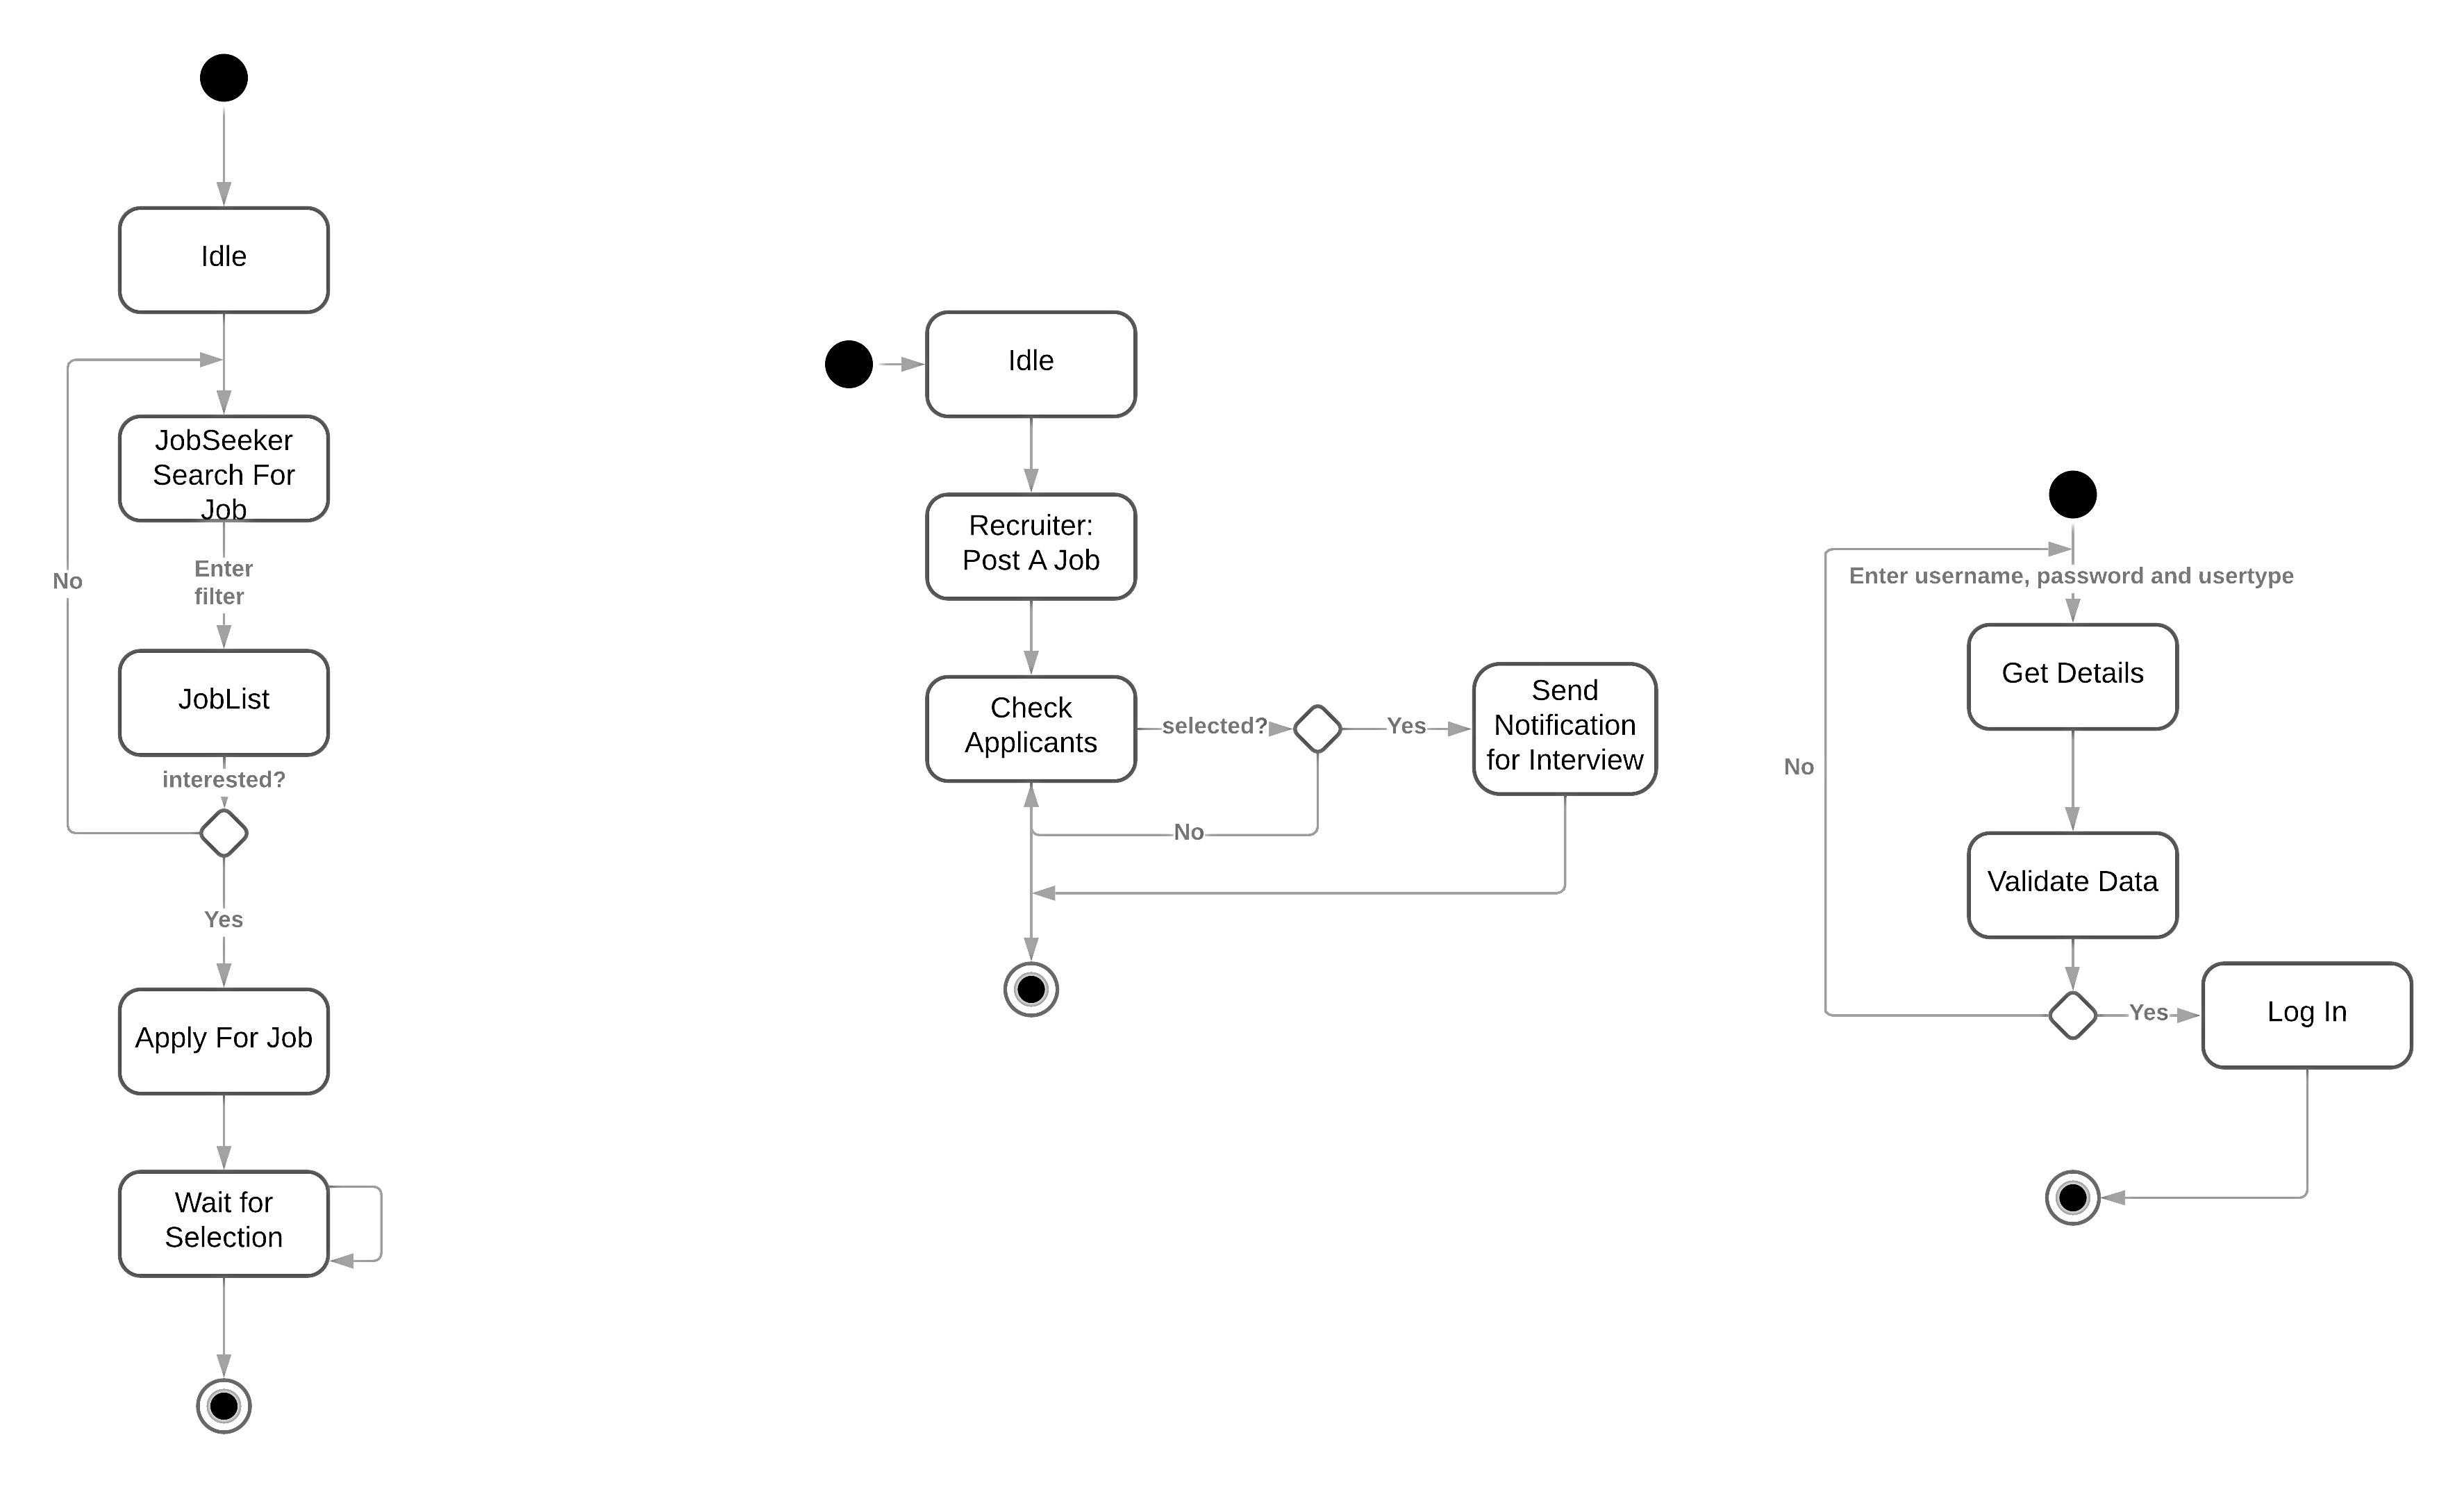 Idle
JobSeeker
Search For
Job
Enter
filter
No
JobList
interested?
Yes
Apply For Job
Wait for
Selection
Idle
Recruiter:
Post A Job
Check
Applicants
selected?
Yes
Send
Notification
for Interview
No
Enter username, password and usertype
Get Details
No
Validate Data
Yes
Log In